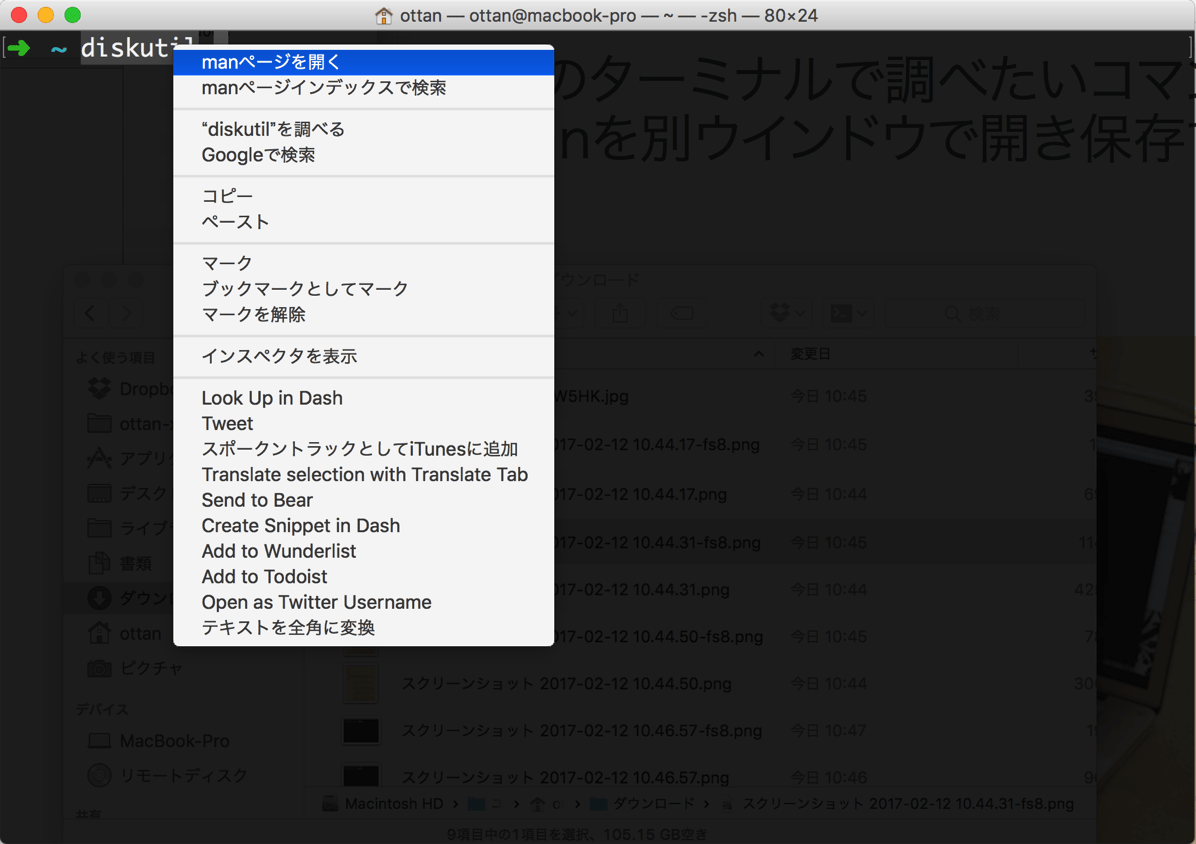 ottan — ottan@macbook-pro — ~ — -zsh — 80×24
~ diskutil
manページを開く
manページインデックスで検索
“diskutil”を調べる
Googleで検索
コピー
ペースト
マーク
ブックマークとしてマーク
マークを解除
インスペクタを表示
Look Up in Dash
Tweet
スポークントラックとしてiTunesに追加
Translate selection with Translate Tab
Send to Bear
Create Snippet in Dash
Add to Wunderlist
Add to Todoist
Open as Twitter Username
テキストを全角に変換
のターミナルで調べたいコマン
nを別ウインドウで開き保存
ウンロード
検索
よく使う項目
変更日
Dropb
W5HK.jpg 今日 10:45
ottan-
017-02-12 10.44.17-fs8.png 今日 10:45
アプリ
デスク
017-02-12 10.44.17.png 今日 10:44
ライブ
017-02-12 10.44.31-fs8.png 今日 10:45
書類
017-02-12 10.44.31.png 今日 10:44
ダウン
ottan
017-02-12 10.44.50-fs8.png 今日 10:45
ピクチャ
スクリーンショット 2017-02-12 10.44.50.png 今日 10:44
デバイス
スクリーンショット 2017-02-12 10.46.57-fs8.png 今日 10:47
MacBook-Pro
リモートディスク
スクリーンショット 2017-02-12 10.46.57.png 今日 10:46
Macintosh HD › › › ダウンロード › スクリーンショット 2017-02-12 10.44.31-fs8.png
共有
9項目中の1項目を選択、105.15 GB空き